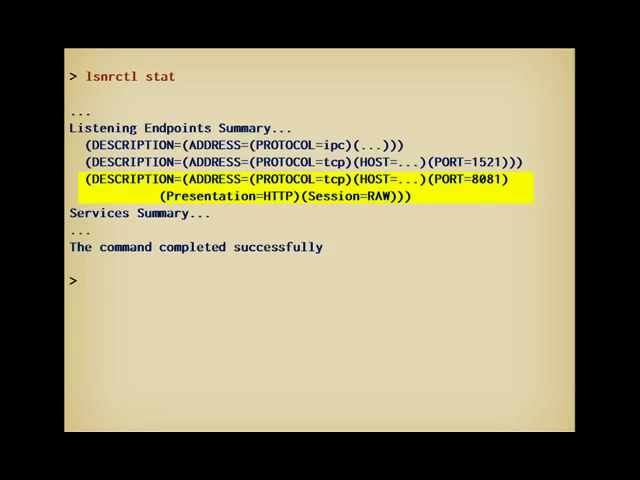 > lsnrctl stat
...
Listening Endpoints Summary...
(DESCRIPTION=(ADDRESS=(PROTOCOL=ipc)(...)))
(DESCRIPTION=(ADDRESS=(PROTOCOL=tcp)(HOST=...)(PORT=1521)))
(DESCRIPTION=(ADDRESS=(PROTOCOL=tcp)(HOST=...)(PORT=8081)
(Presentation=HTTP)(Session=RAW)))
Services Summary...
...
The command completed successfully
>